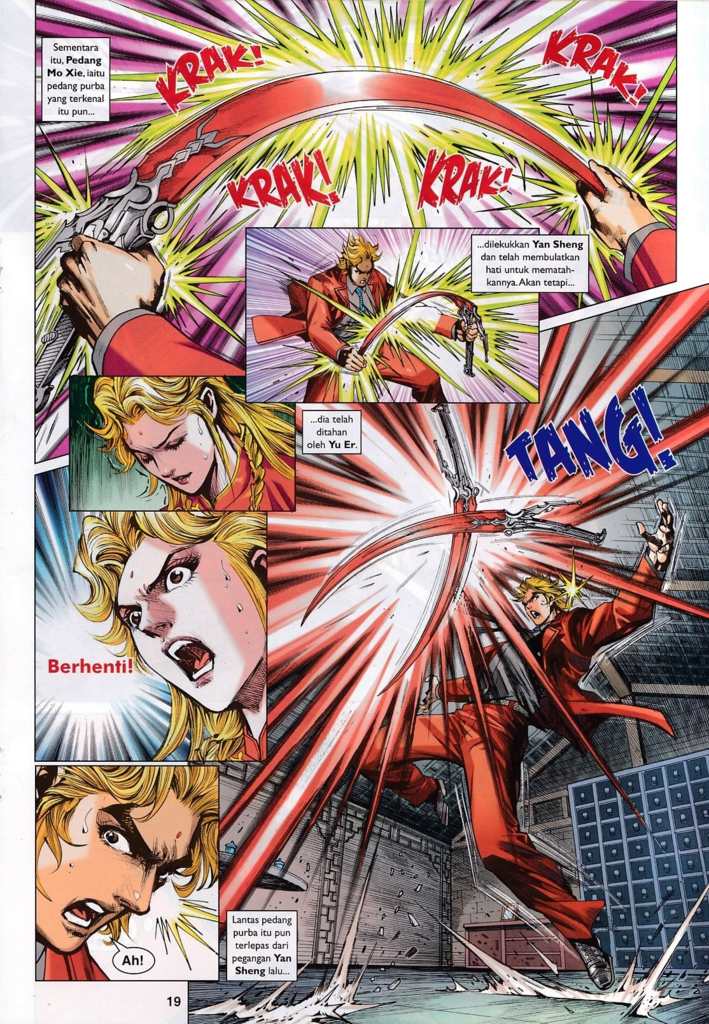 Sementara
itu, Pedang
Mo Xie, iaitu
pedang purba
yang terkenal
itu pun...
KRAK!
KRAK!
KRAK!
KRAK!
...dilekukkan Yan Sheng
dan telah membulatkan
hati untuk mematah-
kannya. Akan tetapi...
...dia telah
ditahan
oleh Yu Er.
TANG!
Berhenti!
Ah!
Lantas pedang
purba itu pun
terlepas dari
pegangan Yan
Sheng lalu...
19